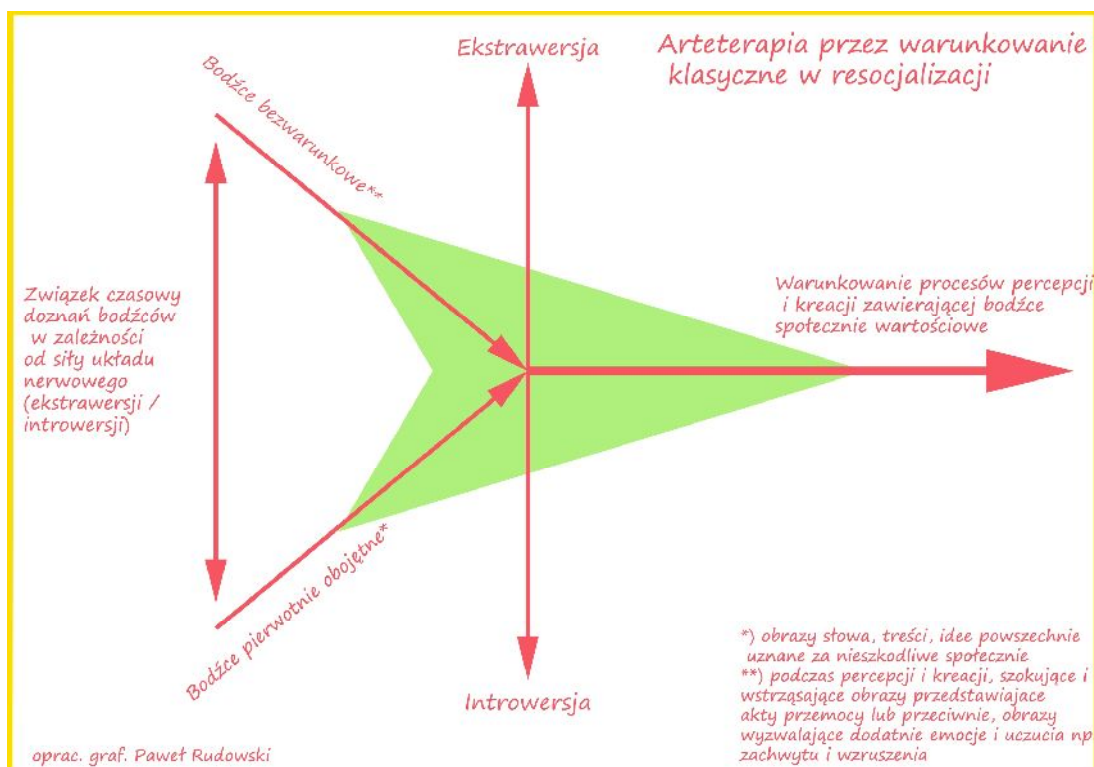 Ekstrawersja
Arteterapia przez warunkowanie
klasyczne w resocjalizacji
Bodźce bezwarunkowe**
Związek czasowy
doznań bodźców
w zależności
od siły układu
nerwowego
(ekstrawersji /
introwersji)
Warunkowanie procesów percepcji
i kreacji zawierającej bodźce
społecznie wartościowe
Bodźce pierwotnie obojętne*
Introwersja
*) obrazy słowa, treści, idee powszechnie
uznane za nieszkodliwe społecznie
**) podczas percepcji i kreacji, szokujące i
wstrząsające obrazy przedstawiajace
akty przemocy lub przeciwnie, obrazy
wyzwalające dodatnie emocje i uczucia np
zachwytu i wzruszenia
oprac. graf. Paweł Rudowski